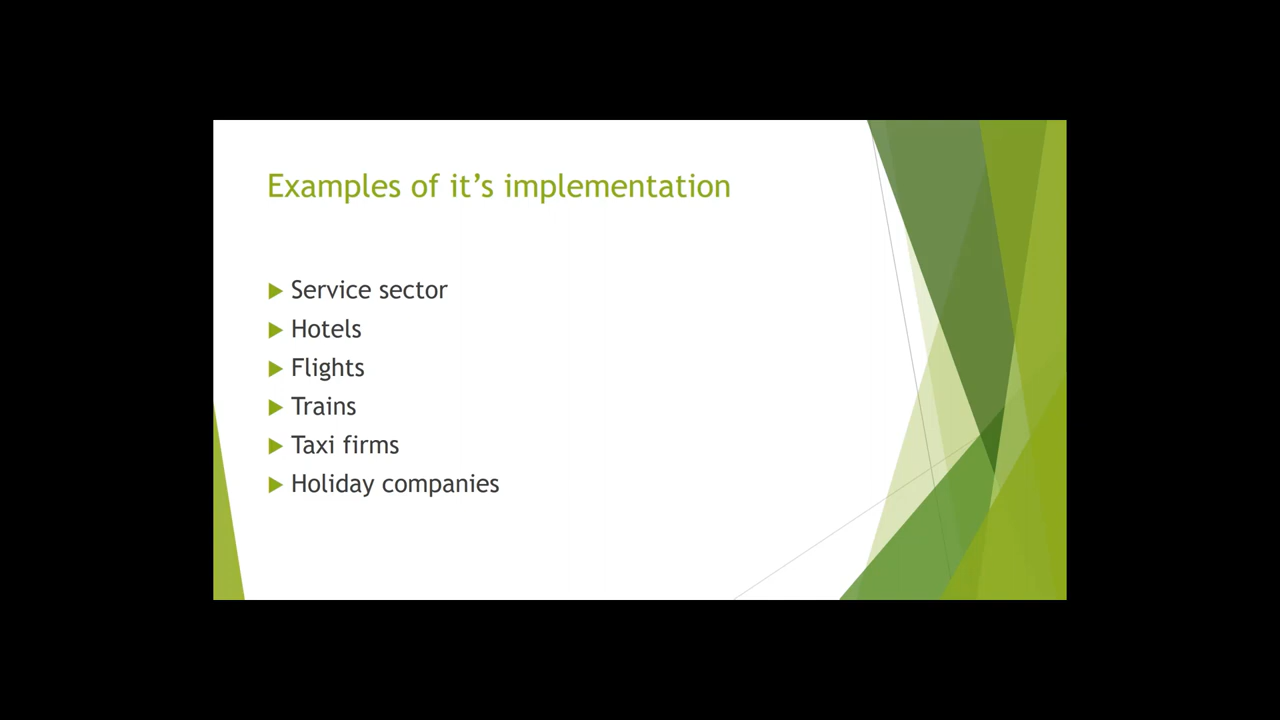 Examples of it’s implementation
Service sector
Hotels
Flights
Trains
Taxi firms
Holiday companies